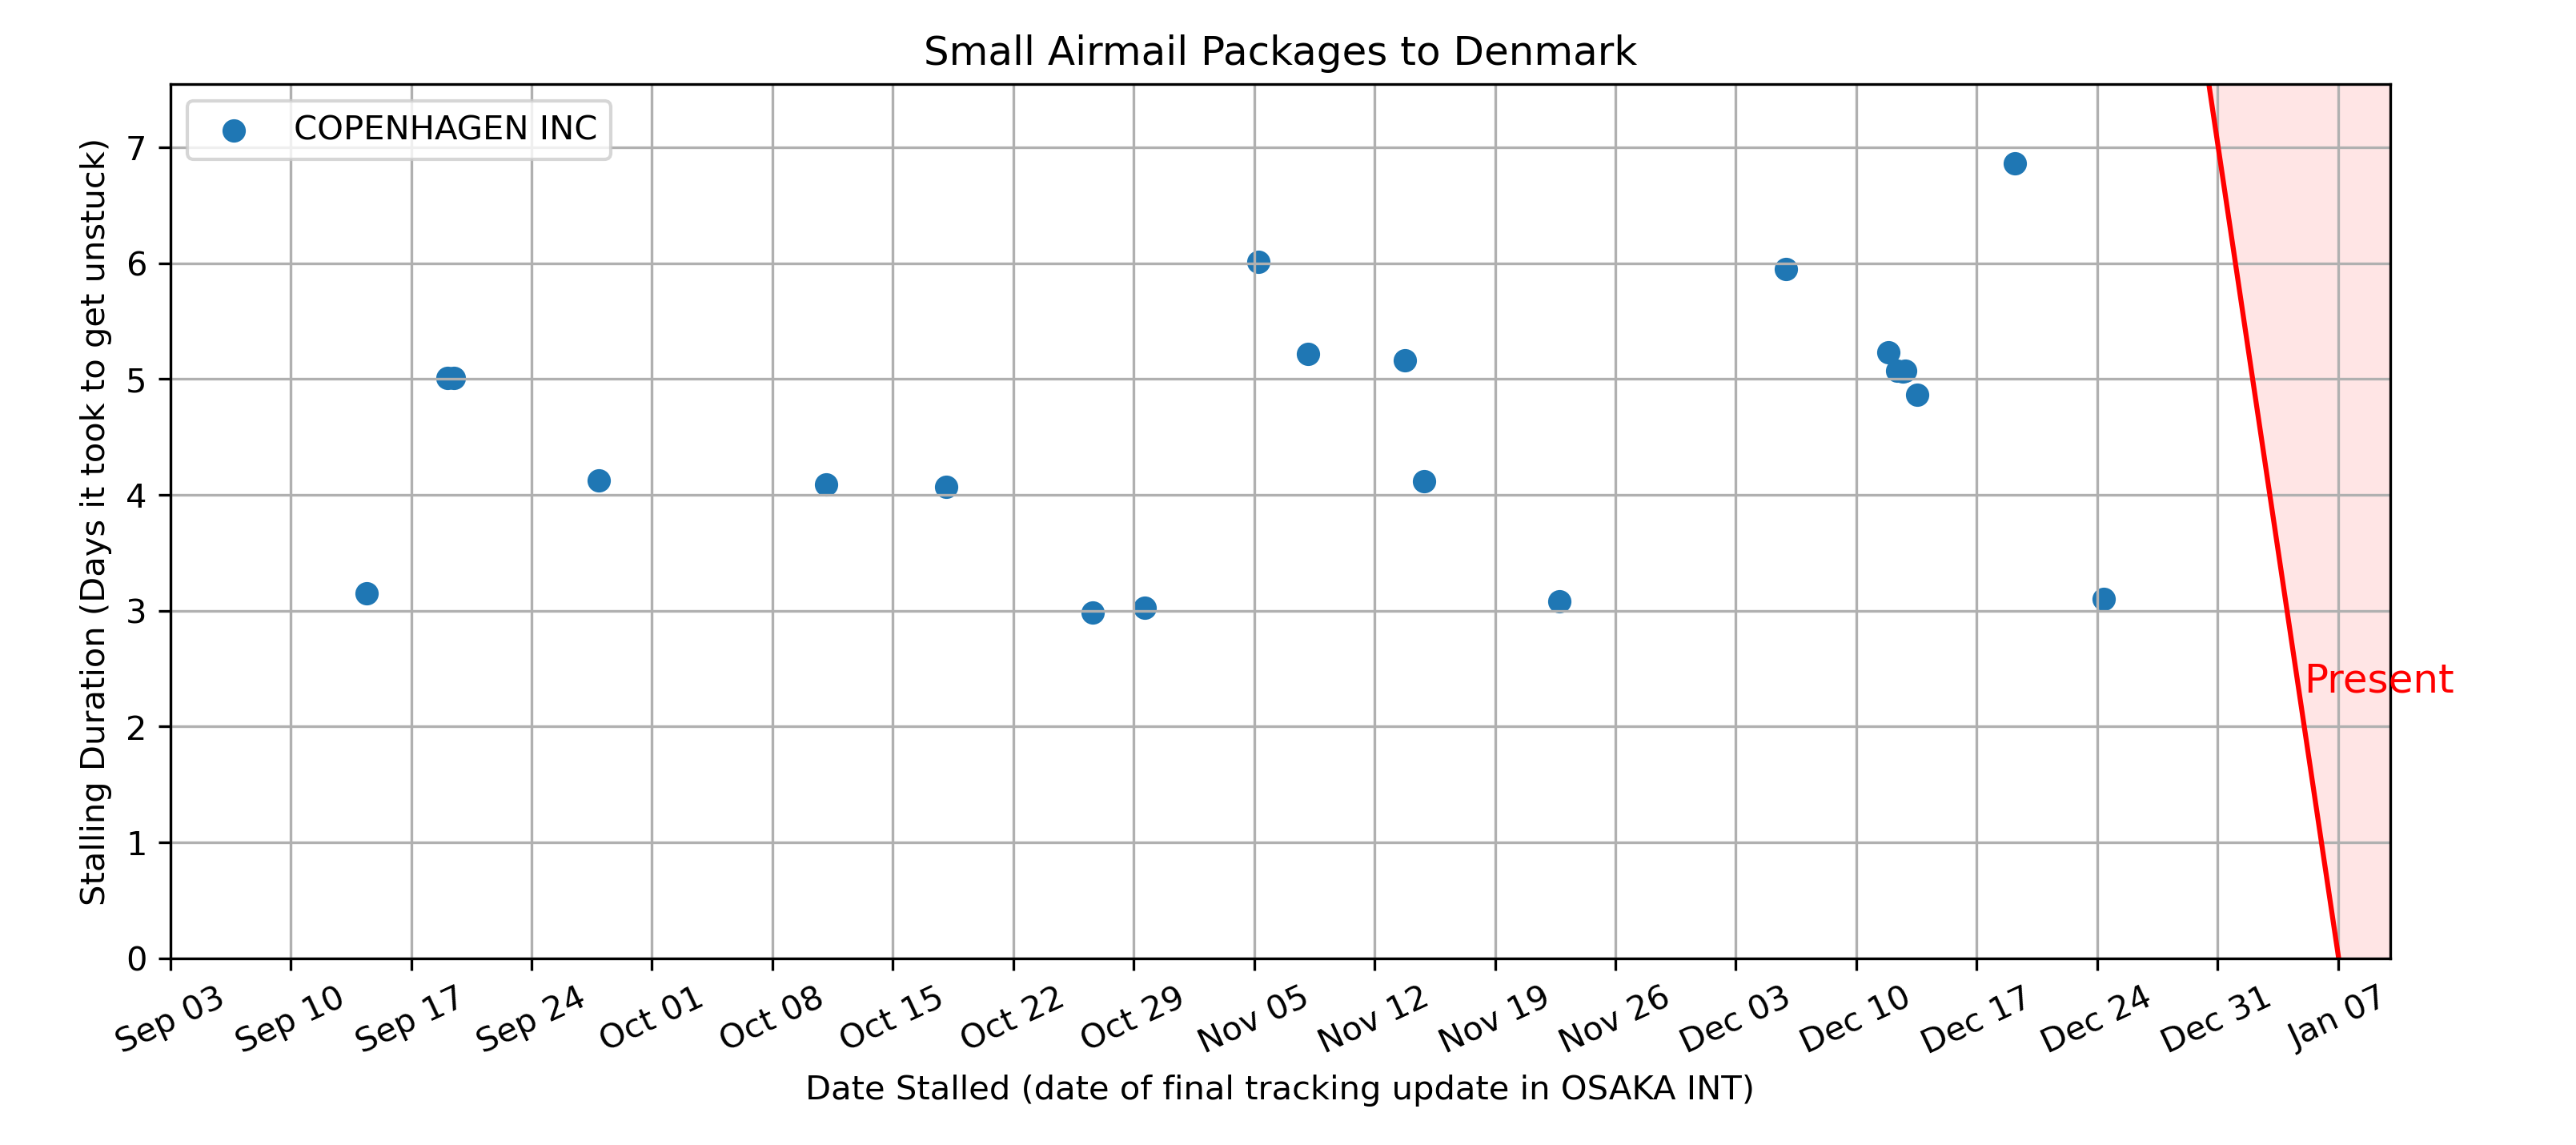 Small Airmail Packages to Denmark
COPENHAGEN INC
Stalling Duration (Days it took to get unstuck)
7
6
5
4
3
2
1
0
Present
Sep 03
Sep 10
Sep 17
Sep 24
Oct 01
Oct 08
Oct 15
Oct 22
Oct 29
Nov 05
Nov 12
Nov 19
Nov 26
Dec 03
Dec 10
Dec 17
Dec 24
Dec 31
Jan 07
Date Stalled (date of final tracking update in OSAKA INT)